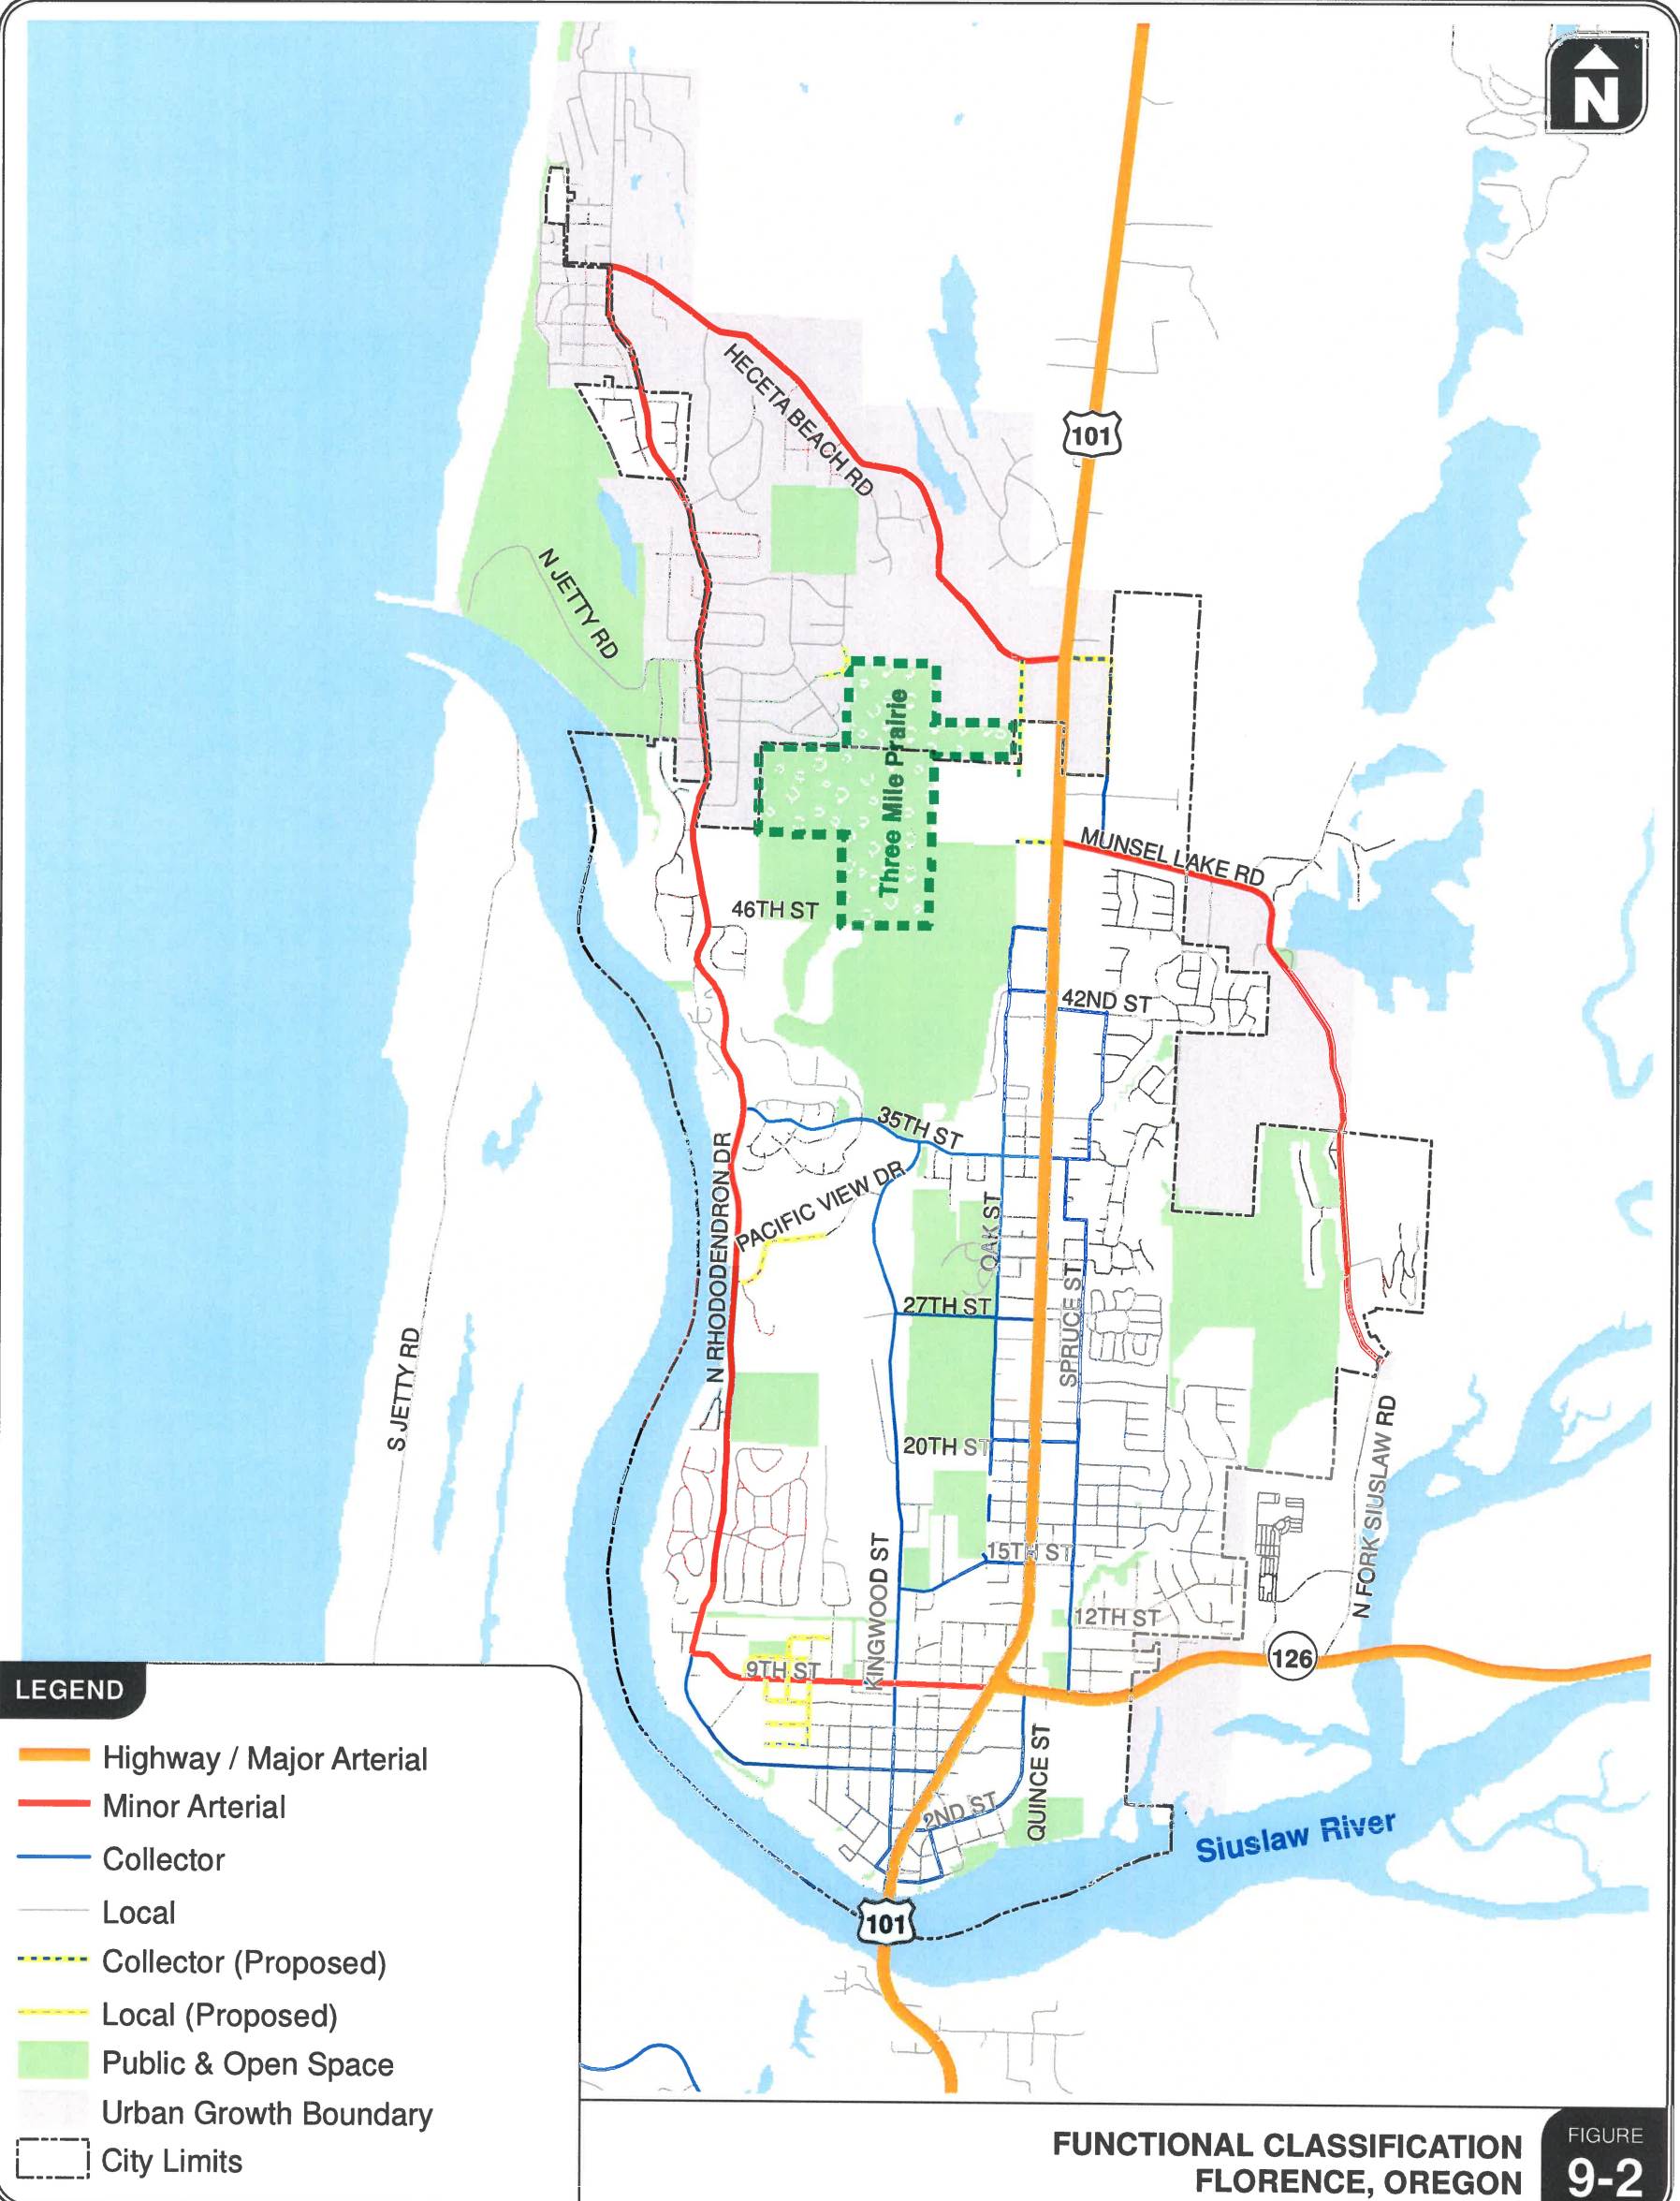 N
101
HECETA BEACH RD
N JETTY RD
Three Mile Prairie
MUNSEL LAKE RD
46TH ST
42ND ST
35TH ST
N RHODODENDRON DR
PACIFIC VIEW DR
OAK ST
27TH ST
SPRUCE ST
S JETTY RD
20TH ST
N FORK SIUSLAW RD
KINGWOOD ST
15TH ST
12TH ST
126
9TH ST
QUINCE ST
2ND ST
Siuslaw River
101
LEGEND
Highway / Major Arterial
Minor Arterial
Collector
Local
Collector (Proposed)
Local (Proposed)
Public & Open Space
Urban Growth Boundary
City Limits
FUNCTIONAL CLASSIFICATION
FLORENCE, OREGON
FIGURE
9-2